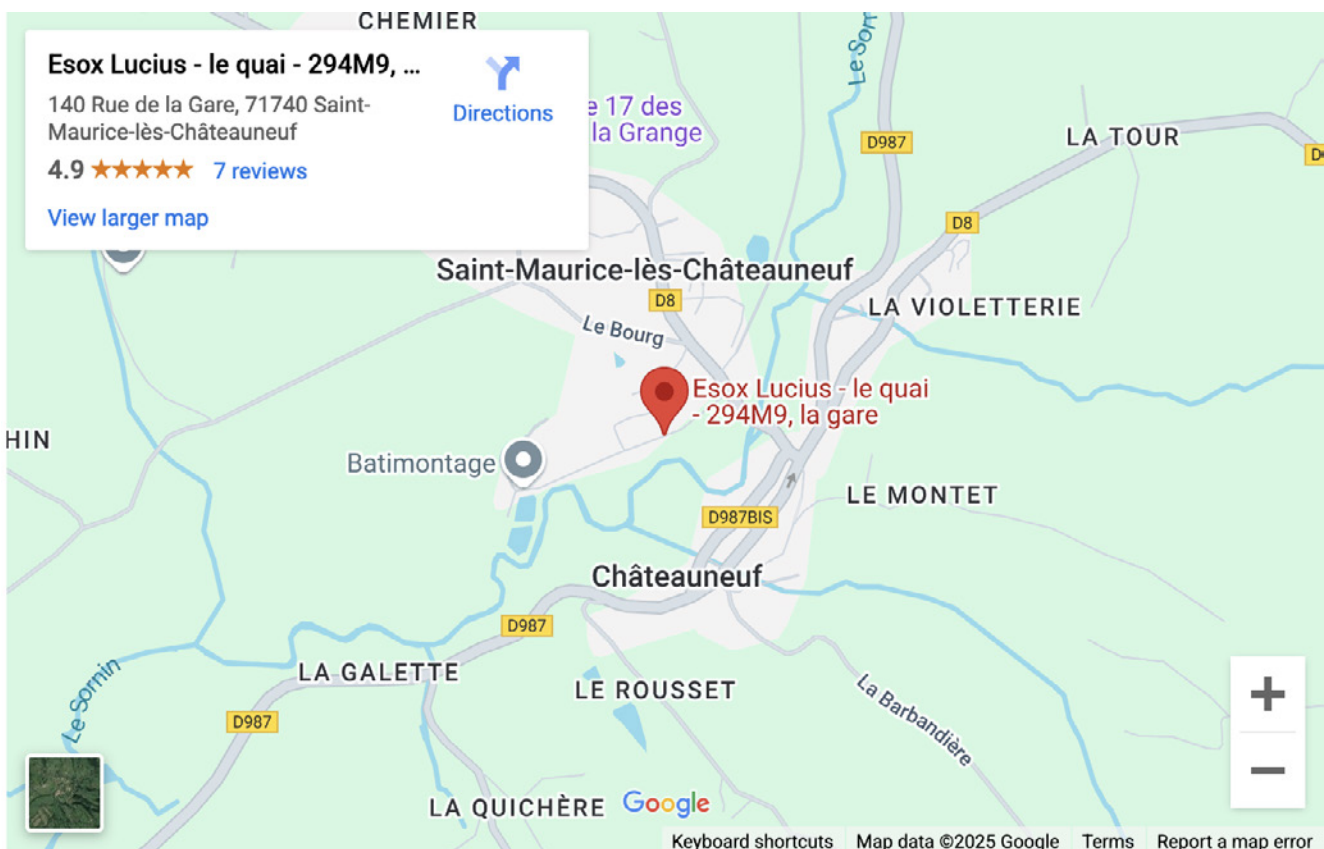 CHEMIER
Esox Lucius - le quai - 294M9, ...
140 Rue de la Gare, 71740 Saint-
Maurice-lès-Châteauneuf
4.9
7 reviews
View larger map
Directions
17 des
la Grange
Le Sornin
D987
LA TOUR
D8
Saint-Maurice-lès-Châteauneuf
D8
LA VIOLETTERIE
Le Bourg
Esox Lucius - le quai
- 294M9, la gare
HIN
Batimontage
LE MONTET
D987BIS
Châteauneuf
D987
LA GALETTE
LE ROUSSET
Le Sornin
D987
La Barbandière
LA QUICHÈRE
Google
Keyboard shortcuts
Map data ©2025 Google
Terms
Report a map error